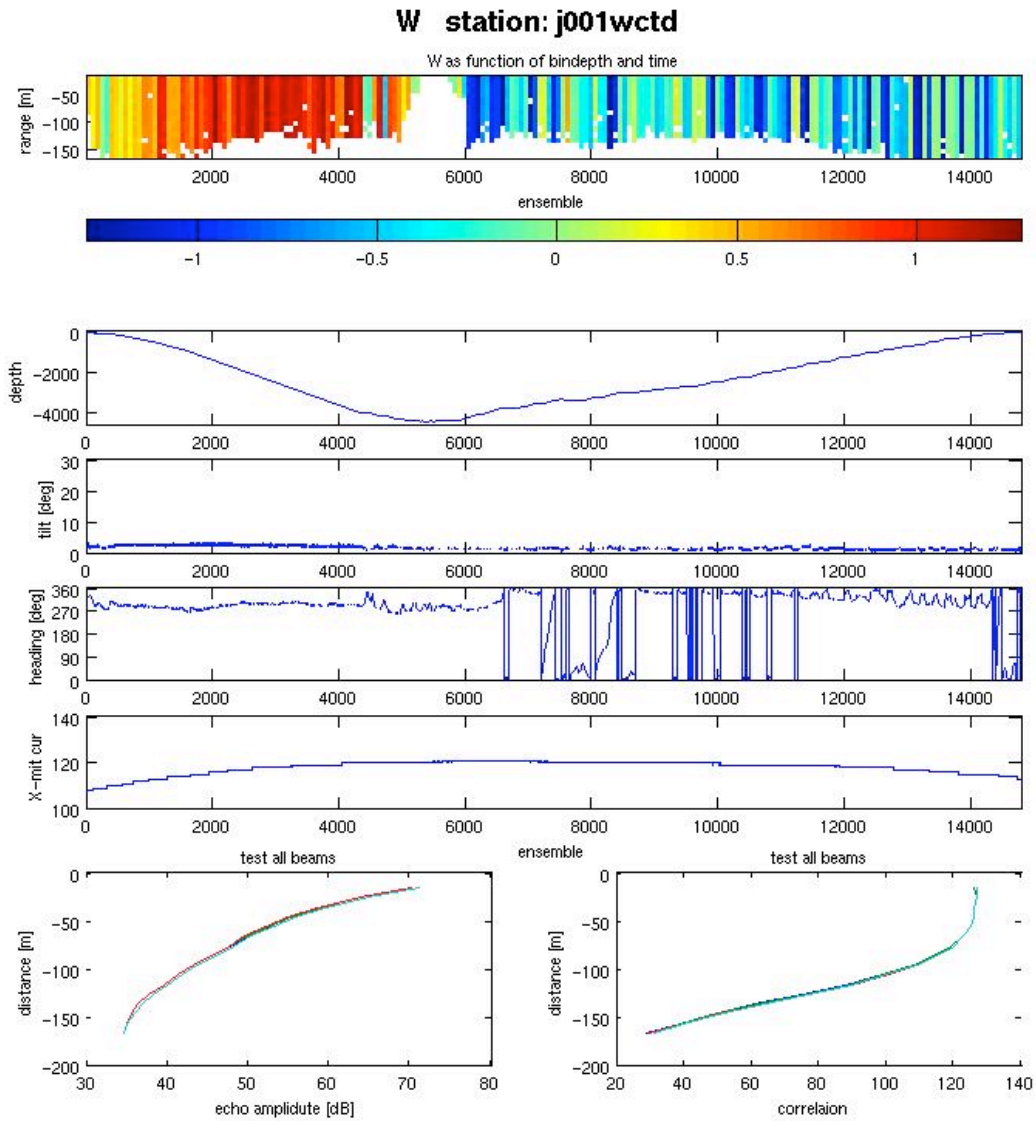 W station: j001wctd
W as function of bindepth and time
range [m]
−50
−100
−150
2000 4000 6000 8000 10000 12000 14000
ensemble
−1 −0.5 0 0.5 1
depth
0
−2000
−4000
0 2000 4000 6000 8000 10000 12000 14000
tilt [deg]
30
20
10
0
0 2000 4000 6000 8000 10000 12000 14000
heading [deg]
360
270
180
90
0
0 2000 4000 6000 8000 10000 12000 14000
X-mit cur
140
120
100
0 2000 4000 6000 8000 10000 12000 14000
ensemble
test all beams
distance [m]
0
−50
−100
−150
−200
30 40 50 60 70 80
echo amplidute [dB]
test all beams
distance [m]
0
−50
−100
−150
−200
20 40 60 80 100 120 140
correlaion